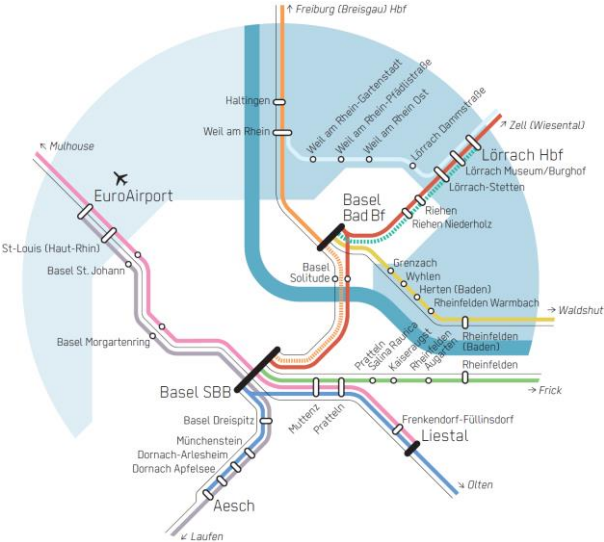 ↑ Freiburg (Breisgau) Hbf
Weil am Rhein-Gartenstadt
Weil am Rhein-Pfädlistraße
Weil am Rhein Ost
Lörrach Dammstraße
Haltingen
Weil am Rhein
↗ Zell (Wiesental)
Lörrach Hbf
Lörrach Museum/Burghof
Lörrach-Stetten
↖ Mulhouse
EuroAirport
Basel
Bad Bf
Riehen
Riehen Niederholz
St-Louis (Haut-Rhin)
Basel St. Johann
Basel
Solitude
Grenzach
Wyhlen
Herten (Baden)
Rheinfelden Warmbach
→ Waldshut
Rheinfelden
(Baden)
Basel Morgartenring
Pratteln
Salina Raurica
Kaiseraugst
Rheinfelden
Augarten
Rheinfelden
→ Frick
Basel SBB
Muttenz
Pratteln
Basel Dreispitz
Frenkendorf-Füllinsdorf
Liestal
Münchenstein
Dornach-Arlesheim
Dornach Apfelsee
Aesch
↘ Olten
↙ Laufen